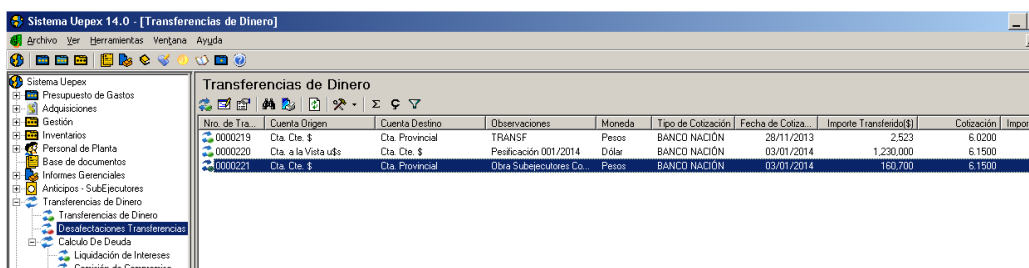 Sistema Uepex 14.0 - [Transferencias de Dinero]
Archivo Ver Herramientas Ventana Ayuda
Sistema Uepex
Presupuesto de Gastos
Adquisiciones
Gestión
Inventarios
Personal de Planta
Base de documentos
Informes Gerenciales
Anticipos - SubEjecutores
Transferencias de Dinero
Transferencias de Dinero
Desafectaciones Transferencias
Calculo De Deuda
Liquidación de Intereses
Comisión de Compromiso
Transferencias de Dinero
Nro. de Tra... Cuenta Origen Cuenta Destino Observaciones Moneda Tipo de Cotización Fecha de Cotiza... Importe Transferido($) Cotización Impor
0000219 Cta. Cte. $ Cta. Provincial TRANSF Pesos BANCO NACIÓN 28/11/2013 2,523 6.0200
0000220 Cta. a la Vista u$s Cta. Cte. $ Pesificación 001/2014 Dólar BANCO NACIÓN 03/01/2014 1,230,000 6.1500
0000221 Cta. Cte. $ Cta. Provincial Obra Subejecutores Co... Pesos BANCO NACIÓN 03/01/2014 160,700 6.1500